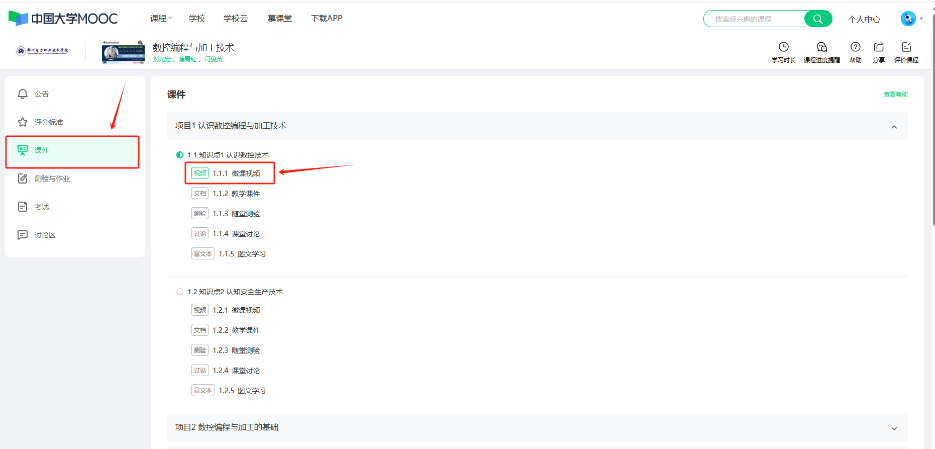 中国大学MOOC 课程 学校 学校云 慕课堂 下载APP 搜索感兴趣的课程 个人中心
数控编程与加工技术
学习时长 课程进度提醒 帮助 分享 评价课程
公告
评分标准
课件
测验与作业
考试
讨论区
课件 查看帮助
项目1 认识数控编程与加工技术
1.1 知识点1 认识数控技术
视频 1.1.1 微课视频
文档 1.1.2 教学课件
测验 1.1.3 随堂测验
讨论 1.1.4 课堂讨论
富文本 1.1.5 图文学习
1.2 知识点2 认知安全生产技术
视频 1.2.1 微课视频
文档 1.2.2 教学课件
测验 1.2.3 随堂测验
讨论 1.2.4 课堂讨论
富文本 1.2.5 图文学习
项目2 数控编程与加工的基础